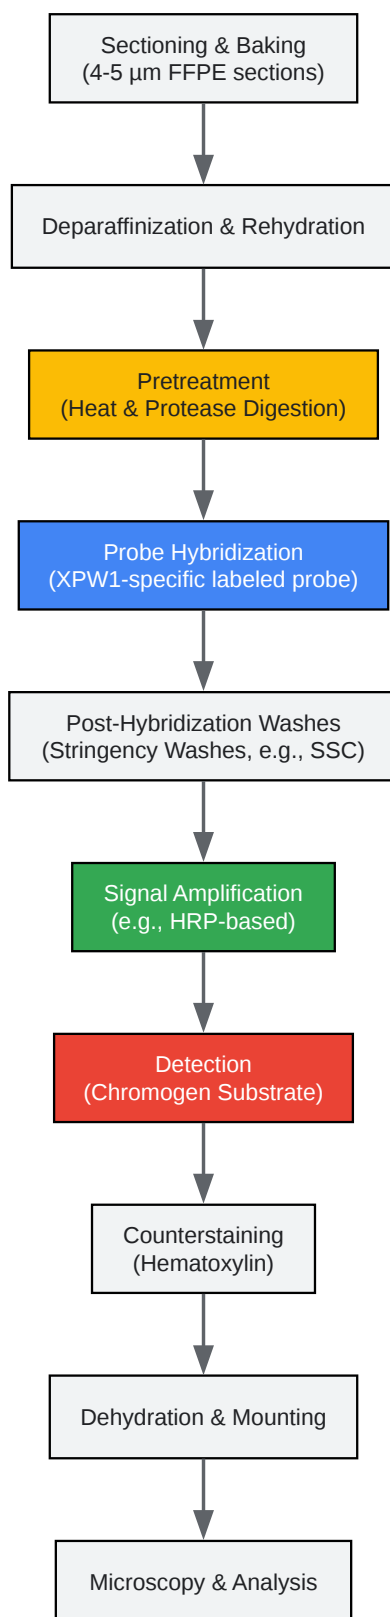 Sectioning & Baking
(4-5 µm FFPE sections)
Deparaffinization & Rehydration
Pretreatment
(Heat & Protease Digestion)
Probe Hybridization
(XPW1-specific labeled probe)
Post-Hybridization Washes
(Stringency Washes, e.g., SSC)
Signal Amplification
(e.g., HRP-based)
Detection
(Chromogen Substrate)
Counterstaining
(Hematoxylin)
Dehydration & Mounting
Microscopy & Analysis